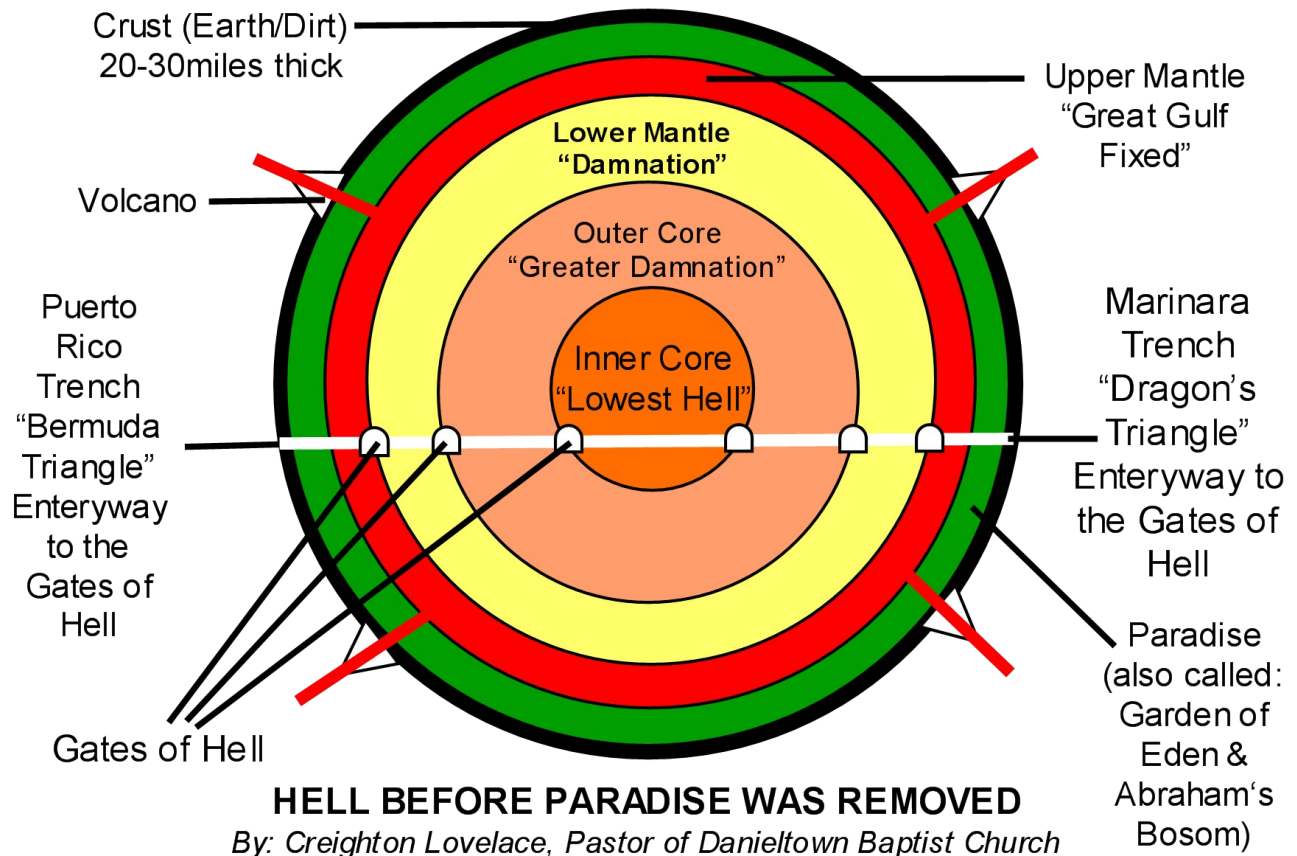 Crust (Earth/Dirt)
20-30miles thick
Upper Mantle
“Great Gulf
Fixed”
Lower Mantle
“Damnation”
Volcano
Outer Core
“Greater Damnation”
Puerto
Rico
Trench
“Bermuda
Triangle”
Enteryway
to the
Gates of
Hell
Inner Core
“Lowest Hell”
Marinara
Trench
“Dragon’s
Triangle”
Enteryway to
the Gates of
Hell
Paradise
(also called:
Garden of
Eden &
Abraham‘s
Bosom)
Gates of Hell
HELL BEFORE PARADISE WAS REMOVED
By: Creighton Lovelace, Pastor of Danieltown Baptist Church